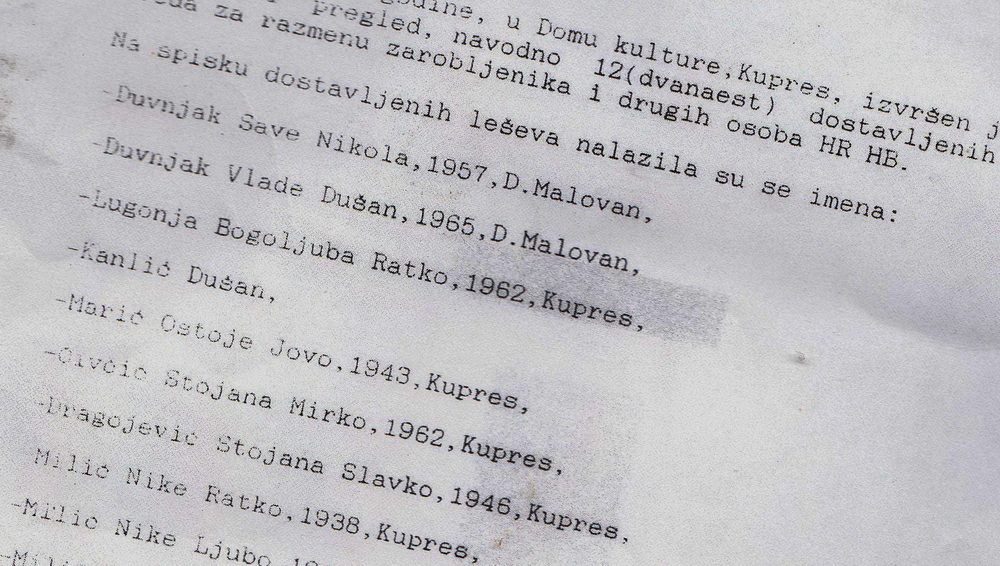 godine, u Domu kulture,Kupres, izvršen j
pregled, navodno 12(dvanaest) dostavljenih
za razmenu zarobljenika i drugih osoba HR HB.
Na spisku dostavljenih leševa nalazila su se imena:
-Duvnjak Save Nikola,1957,D.Malovan,
-Duvnjak Vlade Dušan,1965,D.Malovan,
-Lugonja Bogoljuba Ratko,1962,Kupres,
-Kanlić Dušan,
-Marić Ostoje Jovo,1943,Kupres,
Stojana Mirko,1962,Kupres,
-Dragojević Stojana Slavko,1946,Kupres,
Milić Nike Ratko,1938,Kupres,
-Milić Nike Ljubo